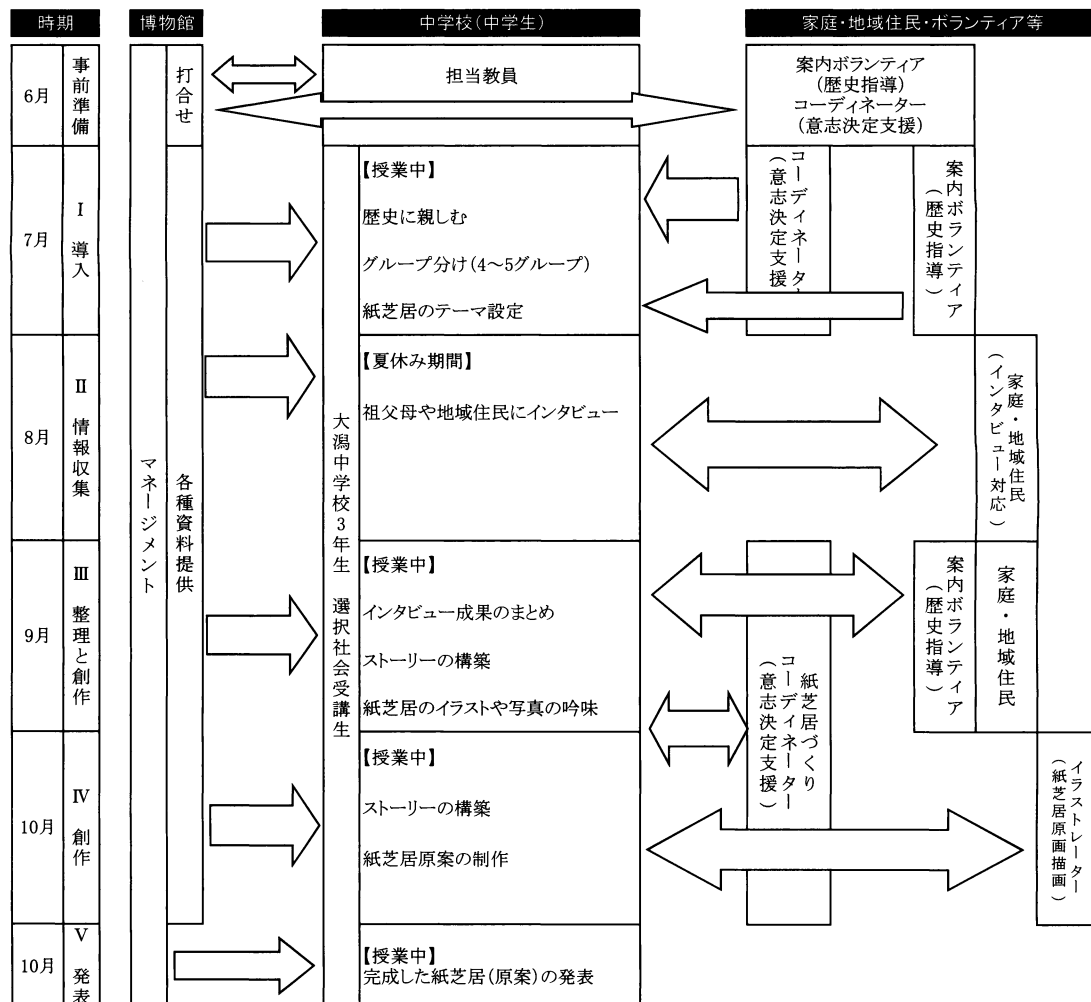 時期
博物館
中学校(中学生)
家庭・地域住民・ボランティア等
6月
事前準備
打合せ
担当教員
案内ボランティア
(歴史指導)
コーディネーター
(意志決定支援)
マネージメント
各種資料提供
大潟中学校3年生 選択社会受講生
7月
Ⅰ 導入
【授業中】
歴史に親しむ
グループ分け(4〜5グループ)
紙芝居のテーマ設定
コーディネーター
(意志決定支援)
案内ボランティア
(歴史指導)
8月
Ⅱ 情報収集
【夏休み期間】
祖父母や地域住民にインタビュー
家庭・地域住民
(インタビュー対応)
9月
Ⅲ 整理と創作
【授業中】
インタビュー成果のまとめ
ストーリーの構築
紙芝居のイラストや写真の吟味
紙芝居づくり
コーディネーター
(意志決定支援)
案内ボランティア
(歴史指導)
家庭・地域住民
10月
Ⅳ 創作
【授業中】
ストーリーの構築
紙芝居原案の制作
イラストレーター
(紙芝居原画描画)
10月
Ⅴ 発表
【授業中】
完成した紙芝居(原案)の発表